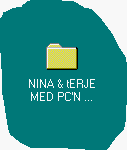 NINA & tERJE
MED PC'N ...